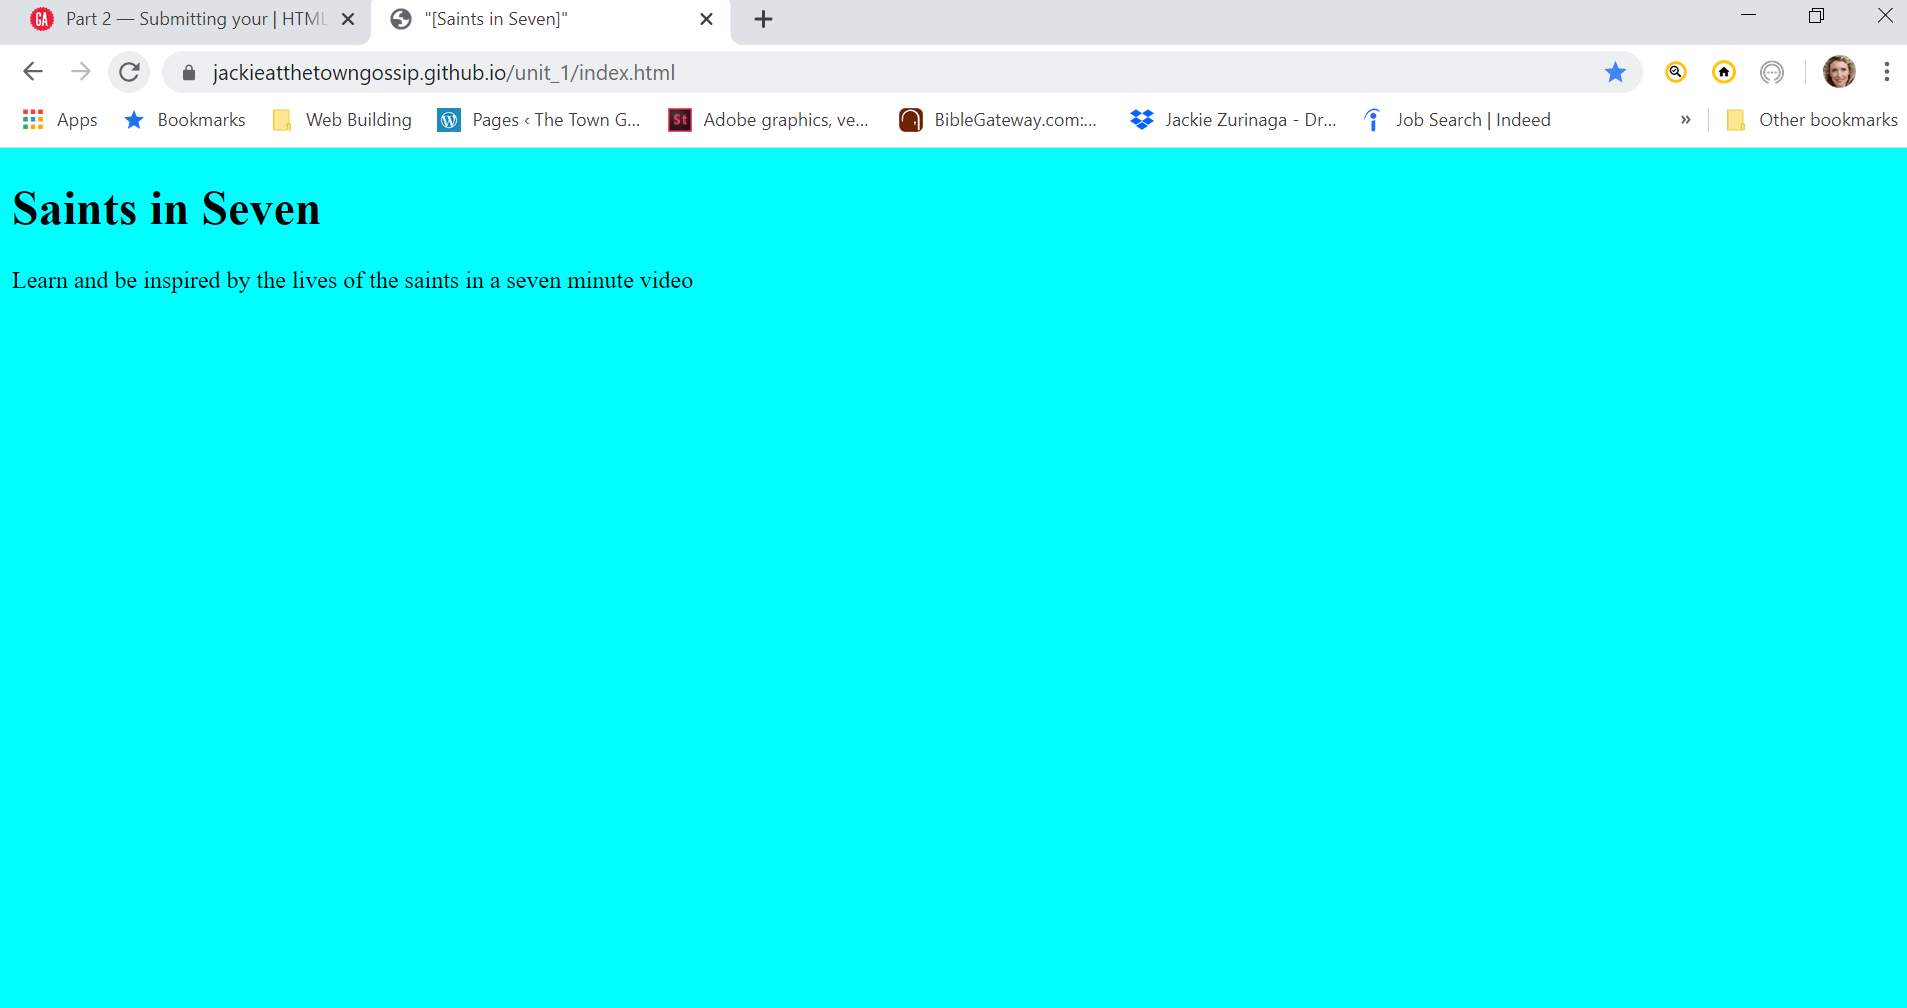 GA Part 2 — Submitting your | HTML "[Saints in Seven]"
jackieatthetowngossip.github.io/unit_1/index.html
Apps Bookmarks Web Building Pages ‹ The Town G... St Adobe graphics, ve... BibleGateway.com:... Jackie Zurinaga - Dr... Job Search | Indeed » Other bookmarks
Saints in Seven
Learn and be inspired by the lives of the saints in a seven minute video